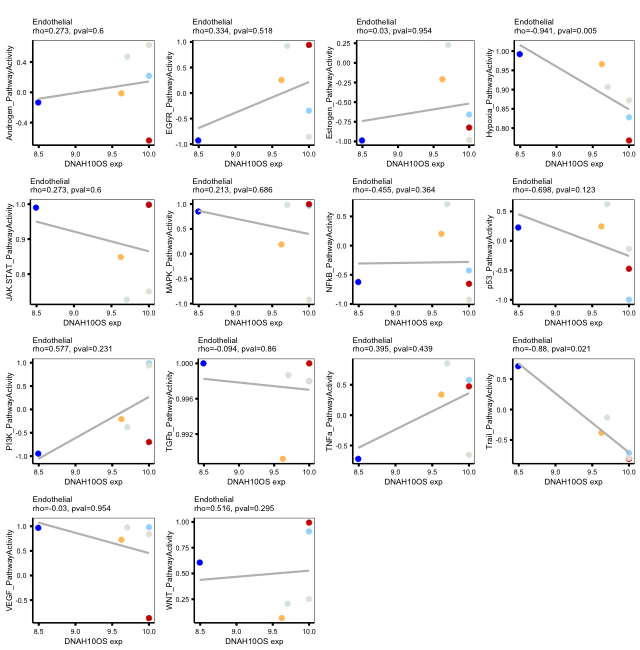 Endothelial
rho=0.273, pval=0.6
Androgen_PathwayActivity
0.4
0.0
-0.4
8.5 9.0 9.5 10.0
DNAH10OS exp
Endothelial
rho=0.334, pval=0.518
EGFR_PathwayActivity
1.0
0.5
0.0
-0.5
-1.0
8.5 9.0 9.5 10.0
DNAH10OS exp
Endothelial
rho=0.03, pval=0.954
Estrogen_PathwayActivity
0.25
0.00
-0.25
-0.50
-0.75
-1.00
8.5 9.0 9.5 10.0
DNAH10OS exp
Endothelial
rho=-0.941, pval=0.005
Hypoxia_PathwayActivity
1.00
0.95
0.90
0.85
0.80
8.5 9.0 9.5 10.0
DNAH10OS exp
Endothelial
rho=0.273, pval=0.6
JAK-STAT_PathwayActivity
1.0
0.9
0.8
8.5 9.0 9.5 10.0
DNAH10OS exp
Endothelial
rho=0.213, pval=0.686
MAPK_PathwayActivity
1.0
0.5
0.0
-0.5
-1.0
8.5 9.0 9.5 10.0
DNAH10OS exp
Endothelial
rho=-0.455, pval=0.364
NFkB_PathwayActivity
0.5
0.0
-0.5
-1.0
8.5 9.0 9.5 10.0
DNAH10OS exp
Endothelial
rho=-0.698, pval=0.123
p53_PathwayActivity
0.5
0.0
-0.5
-1.0
8.5 9.0 9.5 10.0
DNAH10OS exp
Endothelial
rho=0.577, pval=0.231
PI3K_PathwayActivity
1.0
0.5
0.0
-0.5
-1.0
8.5 9.0 9.5 10.0
DNAH10OS exp
Endothelial
rho=-0.094, pval=0.86
TGFb_PathwayActivity
1.000
0.996
0.992
8.5 9.0 9.5 10.0
DNAH10OS exp
Endothelial
rho=0.395, pval=0.439
TNFa_PathwayActivity
0.5
0.0
-0.5
8.5 9.0 9.5 10.0
DNAH10OS exp
Endothelial
rho=-0.88, pval=0.021
Trail_PathwayActivity
0.5
0.0
-0.5
8.5 9.0 9.5 10.0
DNAH10OS exp
Endothelial
rho=-0.03, pval=0.954
VEGF_PathwayActivity
1.0
0.5
0.0
-0.5
8.5 9.0 9.5 10.0
DNAH10OS exp
Endothelial
rho=0.516, pval=0.295
WNT_PathwayActivity
1.00
0.75
0.50
0.25
8.5 9.0 9.5 10.0
DNAH10OS exp